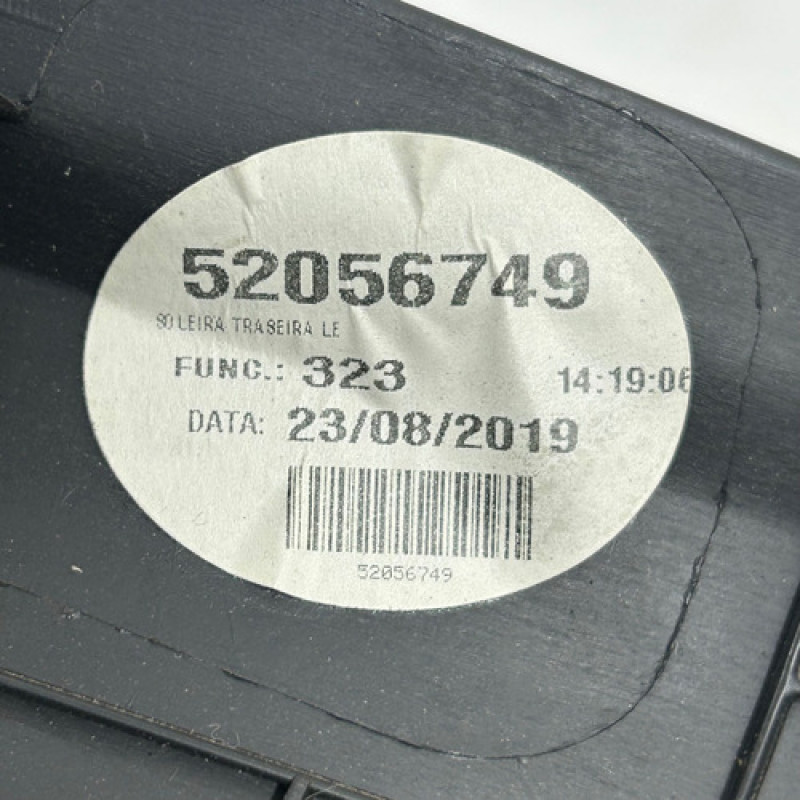 52056749
SOLEIRA TRASEIRA LE
FUNC.: 323 14:19:06
DATA: 23/08/2019
52056749